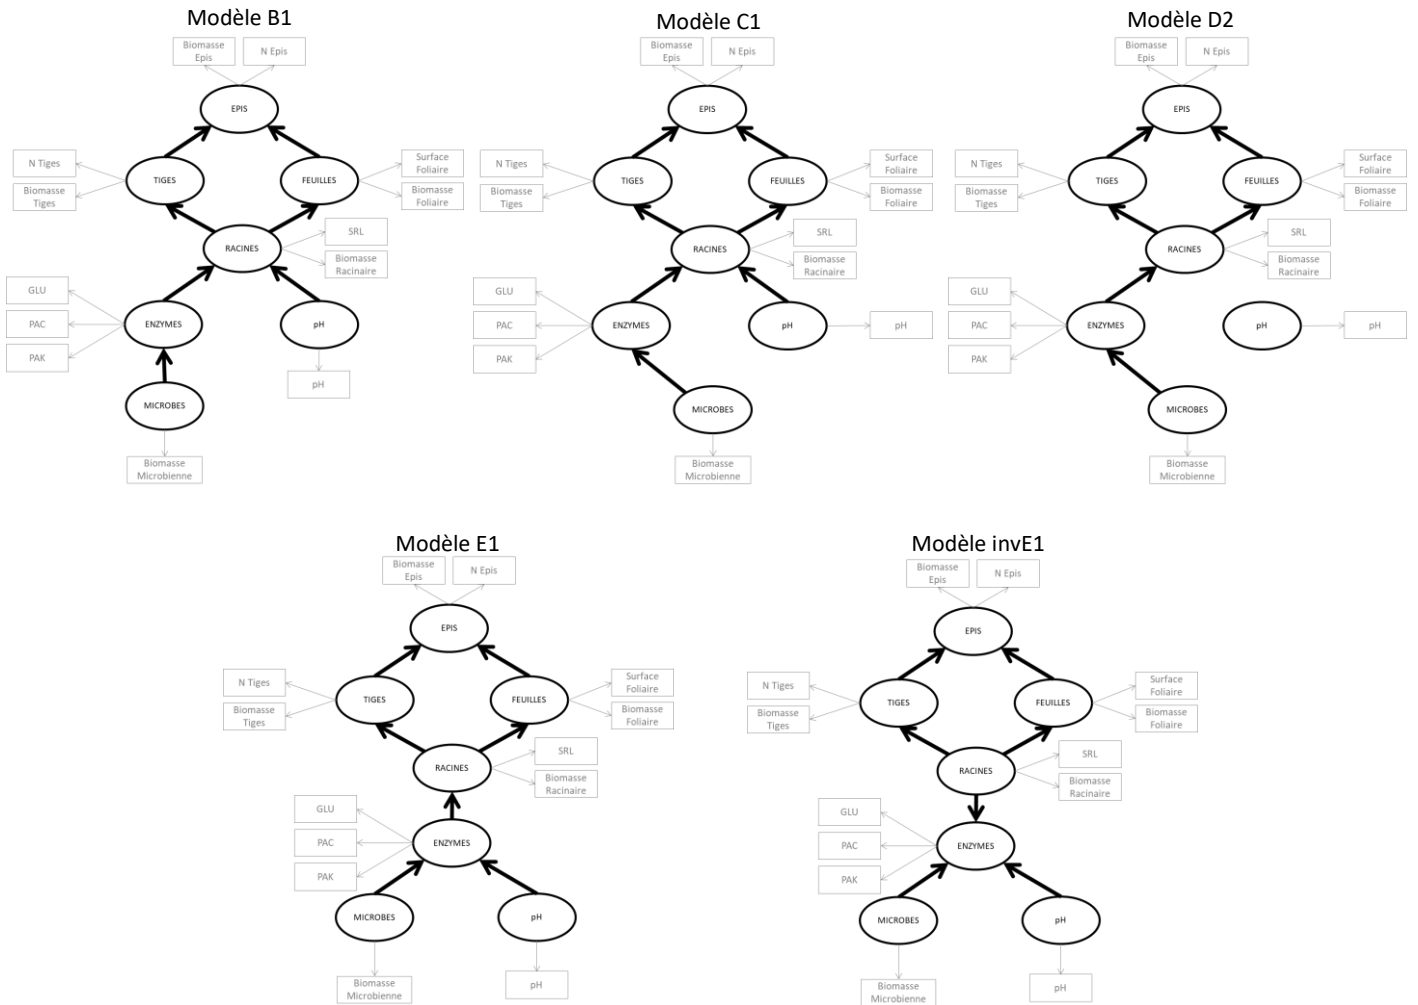 Modèle B1
Biomasse
Epis
N Epis
EPIS
N Tiges
Biomasse
Tiges
TIGES
FEUILLES
Surface
Foliaire
Biomasse
Foliaire
RACINES
SRL
Biomasse
Racinaire
GLU
PAC
PAK
ENZYMES
pH
pH
MICROBES
Biomasse
Microbienne
Modèle C1
Biomasse
Epis
N Epis
EPIS
N Tiges
Biomasse
Tiges
TIGES
FEUILLES
Surface
Foliaire
Biomasse
Foliaire
RACINES
SRL
Biomasse
Racinaire
GLU
PAC
PAK
ENZYMES
pH
pH
MICROBES
Biomasse
Microbienne
Modèle D2
Biomasse
Epis
N Epis
EPIS
N Tiges
Biomasse
Tiges
TIGES
FEUILLES
Surface
Foliaire
Biomasse
Foliaire
RACINES
SRL
Biomasse
Racinaire
GLU
PAC
PAK
ENZYMES
pH
pH
MICROBES
Biomasse
Microbienne
Modèle E1
Biomasse
Epis
N Epis
EPIS
N Tiges
Biomasse
Tiges
TIGES
FEUILLES
Surface
Foliaire
Biomasse
Foliaire
RACINES
SRL
Biomasse
Racinaire
GLU
PAC
PAK
ENZYMES
MICROBES
pH
Biomasse
Microbienne
pH
Modèle invE1
Biomasse
Epis
N Epis
EPIS
N Tiges
Biomasse
Tiges
TIGES
FEUILLES
Surface
Foliaire
Biomasse
Foliaire
RACINES
SRL
Biomasse
Racinaire
GLU
PAC
PAK
ENZYMES
MICROBES
pH
Biomasse
Microbienne
pH